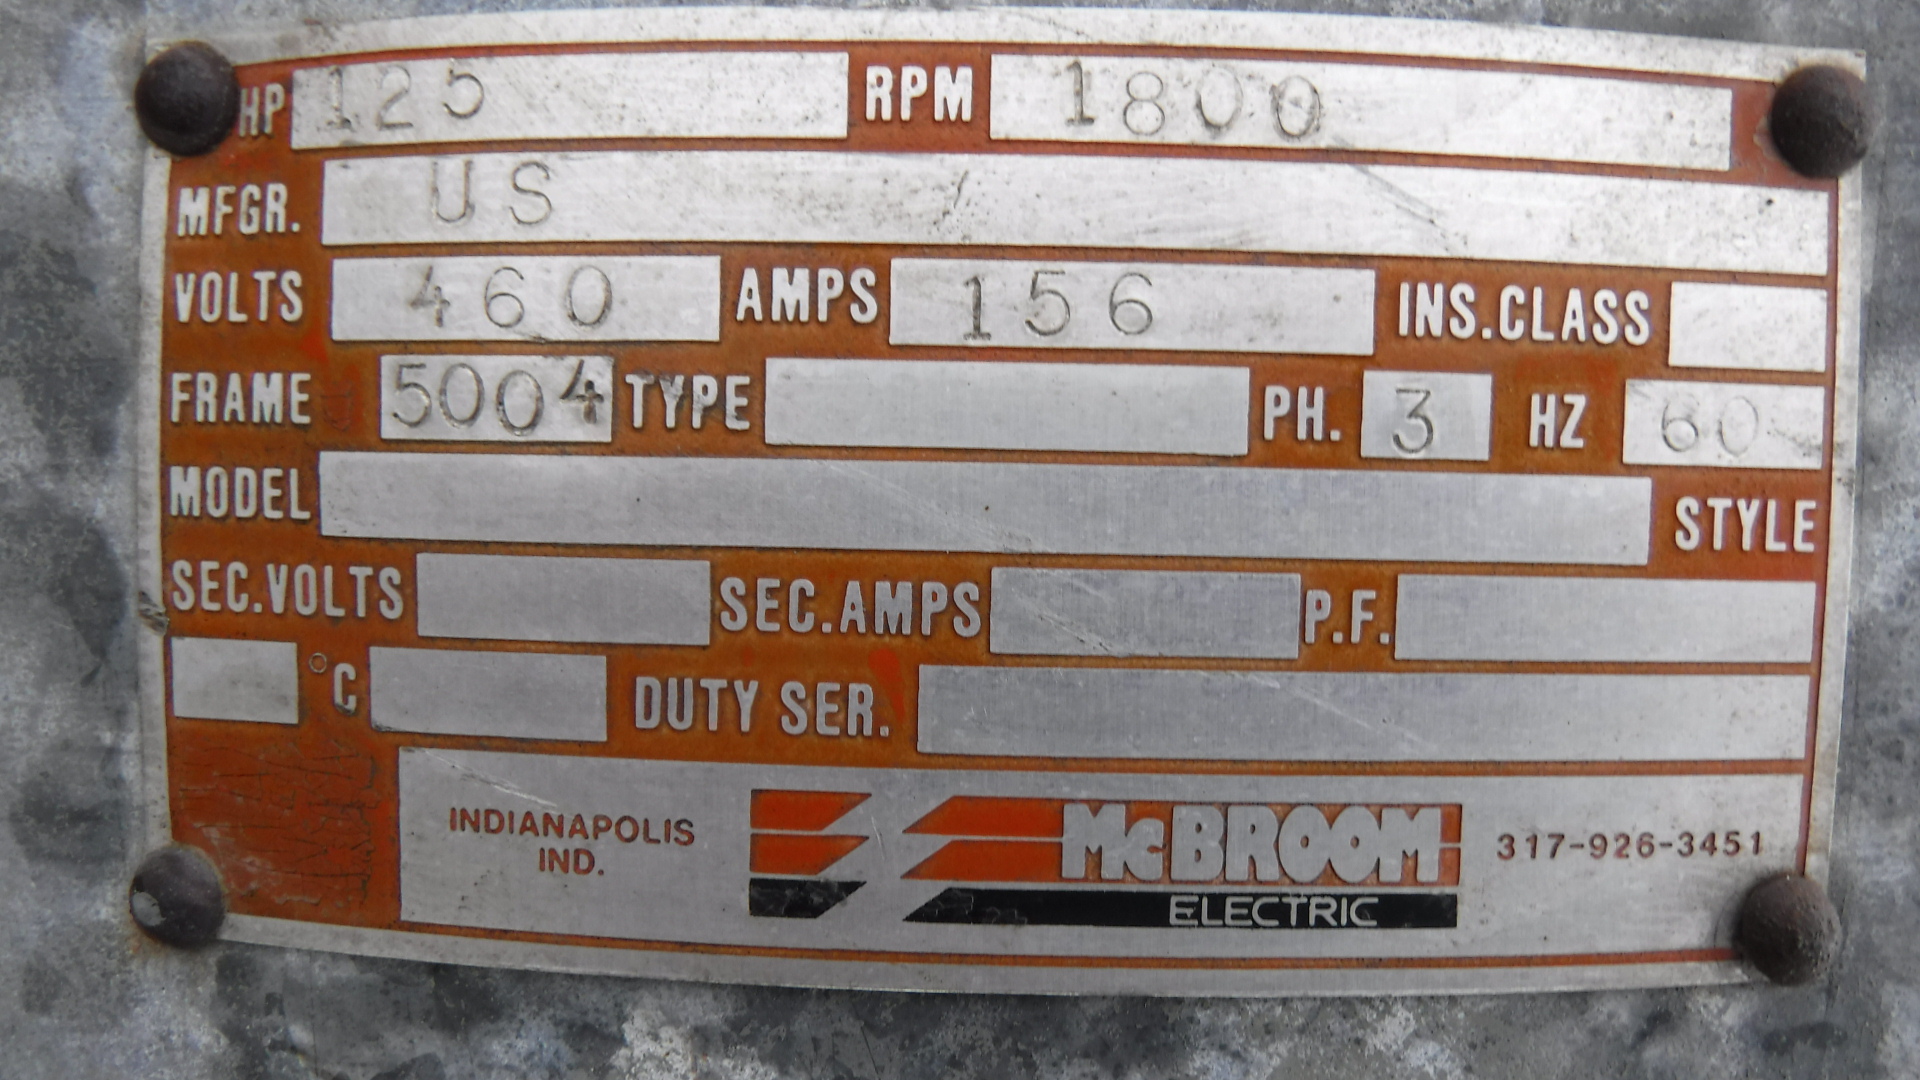 HP 125 RPM 1800
MFGR. US
VOLTS 460 AMPS 156 INS.CLASS
FRAME 5004 TYPE PH. 3 HZ 60
MODEL STYLE
SEC.VOLTS SEC.AMPS P.F.
°C DUTY SER.
INDIANAPOLIS
IND.
McBROOM
ELECTRIC
317-926-3451